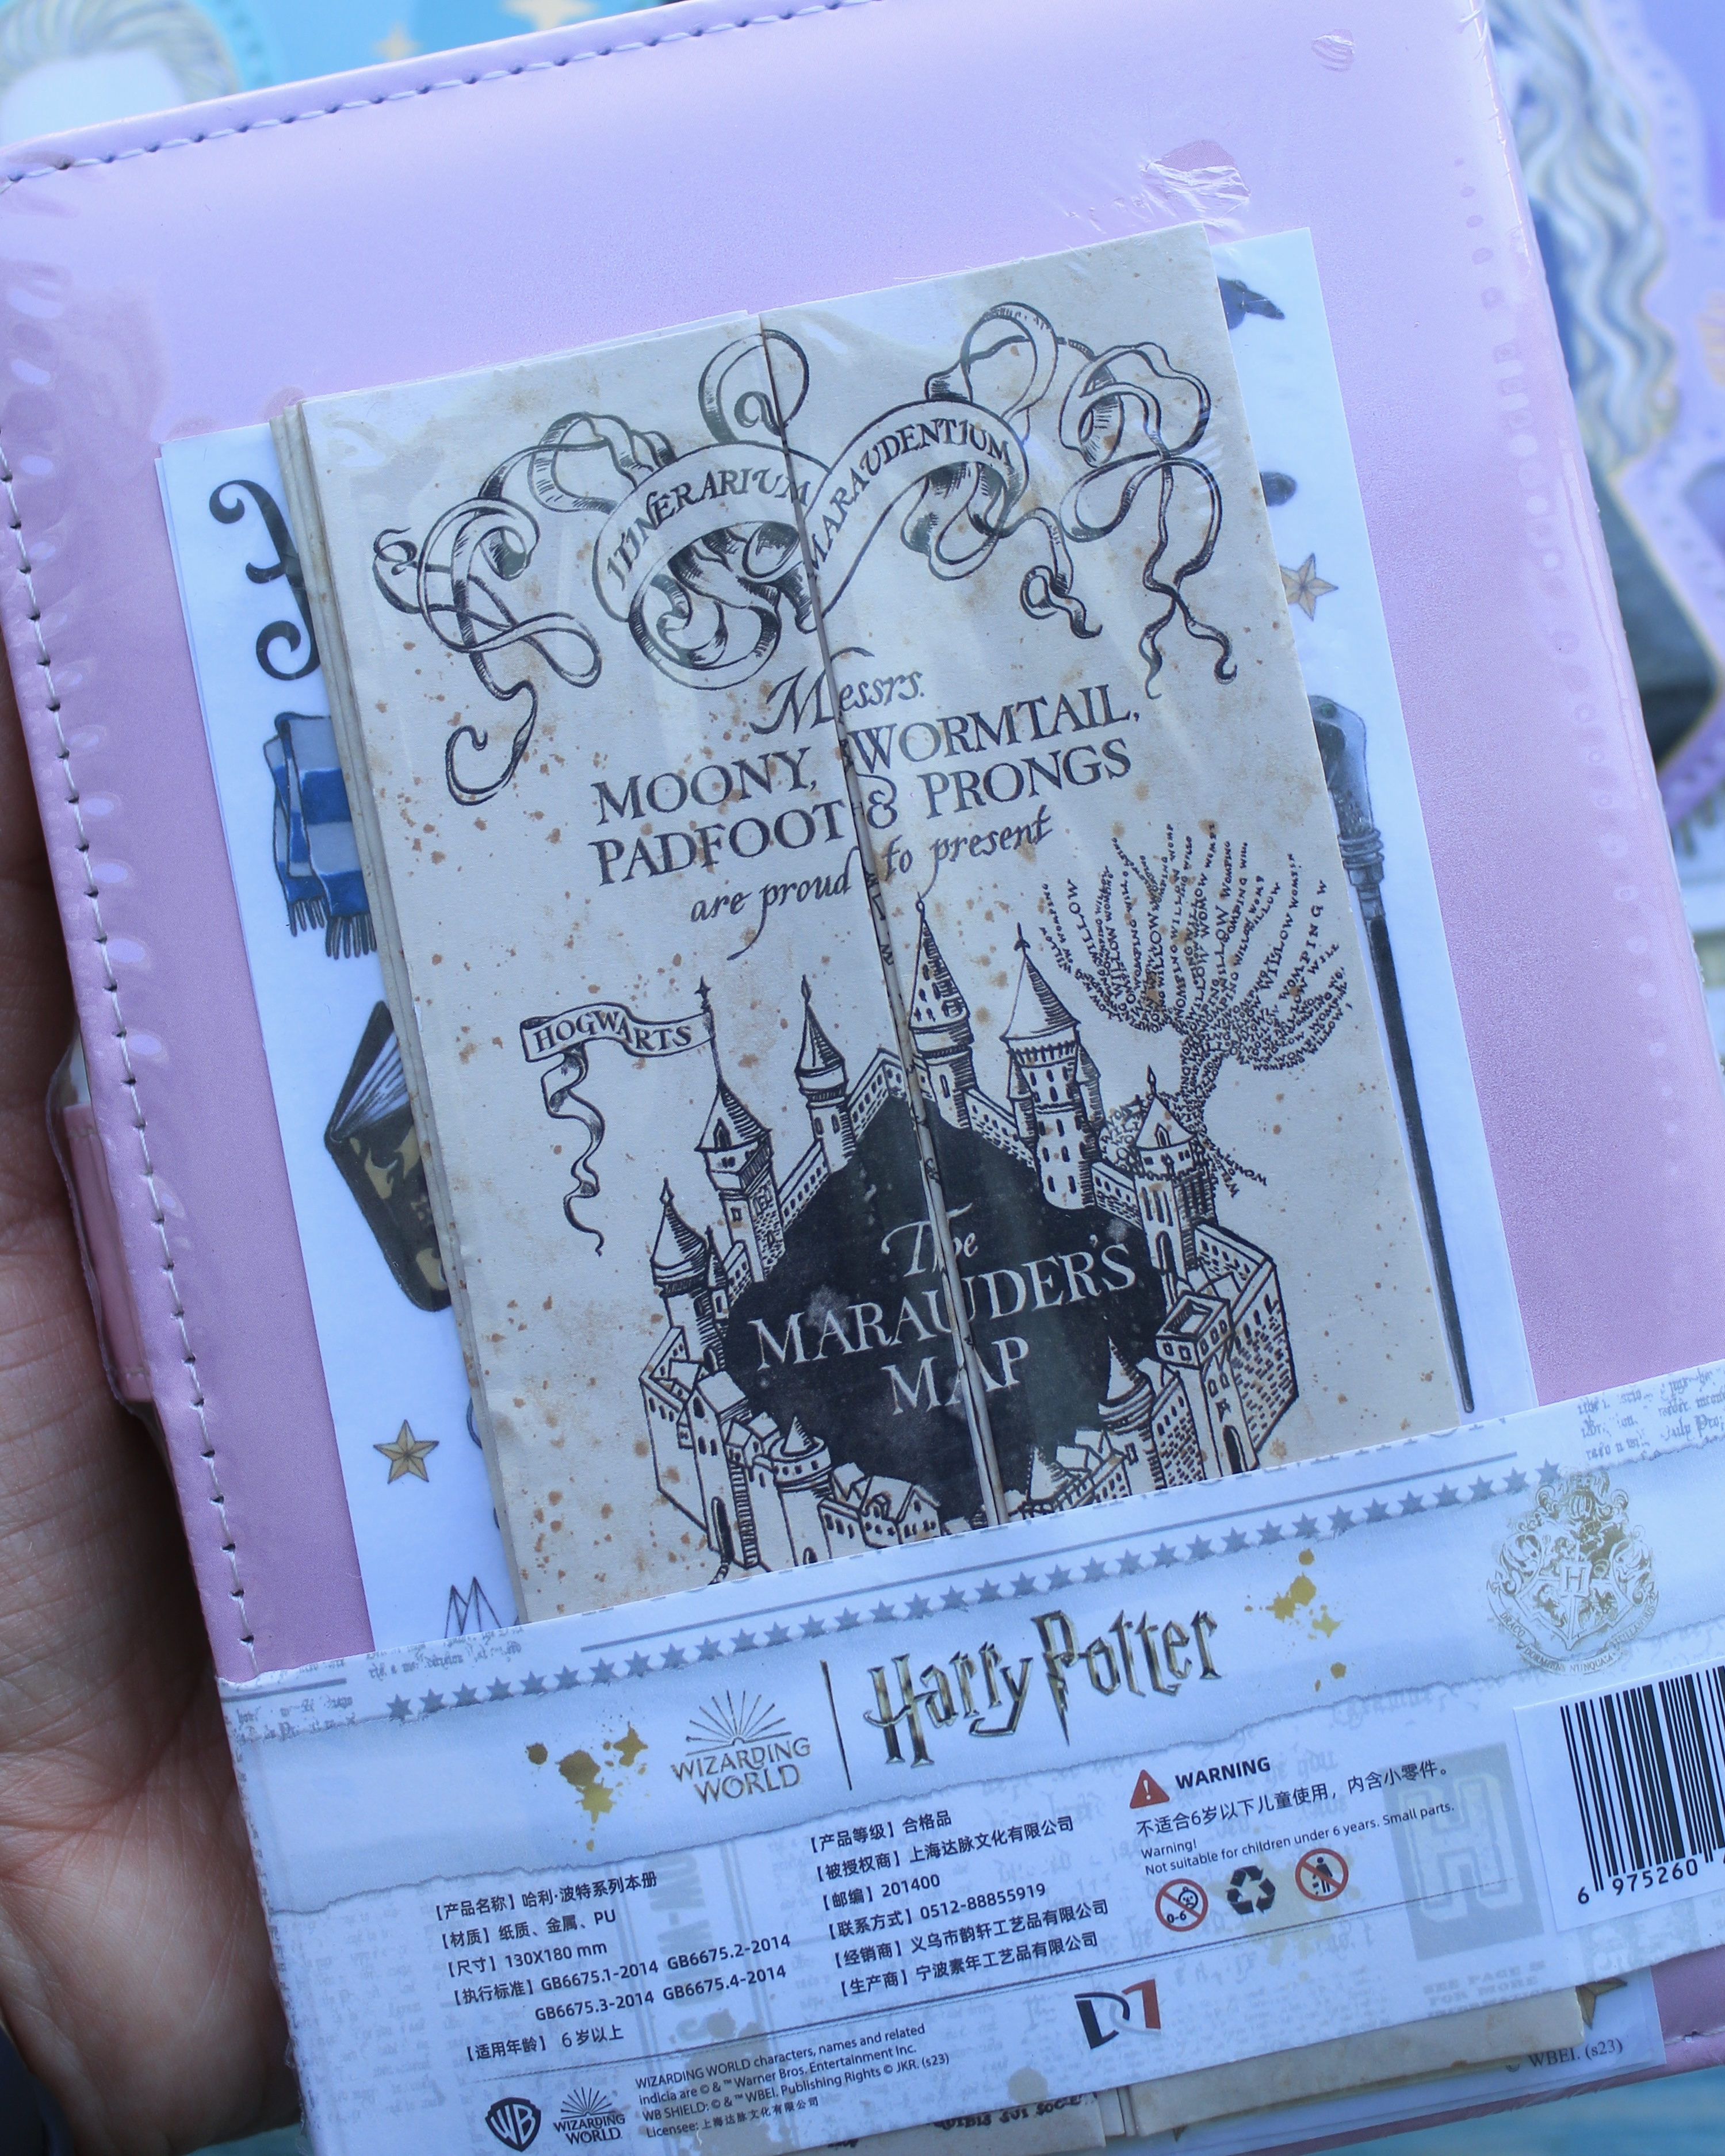 ITINERARIUM MARAUDENTIUM
Messrs.
MOONY, WORMTAIL,
PADFOOT & PRONGS
are proud to present
HOGWARTS
The
MARAUDER'S
MAP
WIZARDING
WORLD
Harry Potter
【产品名称】哈利·波特系列本册
【材质】纸质、金属、PU
【尺寸】130X180 mm
【执行标准】GB6675.1-2014 GB6675.2-2014
GB6675.3-2014 GB6675.4-2014
【适用年龄】 6 岁以上
【产品等级】合格品
【被授权商】上海达脉文化有限公司
【邮编】201400
【联系方式】0512-88855919
【经销商】义乌市韵轩工艺品有限公司
【生产商】宁波素年工艺品有限公司
WARNING
不适合6岁以下儿童使用，内含小零件。
Warning!
Not suitable for children under 6 years. Small parts.
0-6
6 975260
WB
WIZARDING
WORLD
WIZARDING WORLD characters, names and related
indicia are © & ™ Warner Bros. Entertainment Inc.
WB SHIELD: © & ™ WBEI. Publishing Rights © JKR. (s23)
Licensee: 上海达脉文化有限公司
WBEI. (s23)